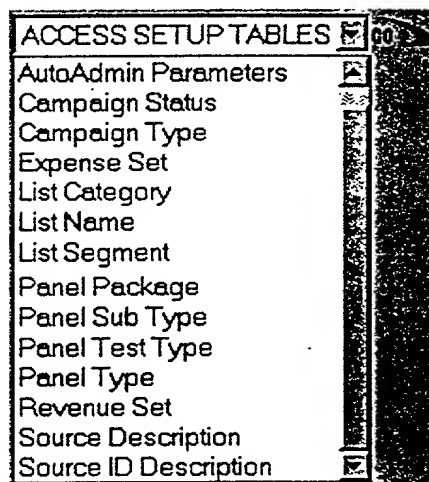 ACCESS SETUP TABLES GO
AutoAdmin Parameters
Campaign Status
Campaign Type
Expense Set
List Category
List Name
List Segment
Panel Package
Panel Sub Type
Panel Test Type
Panel Type
Revenue Set
Source Description
Source ID Description